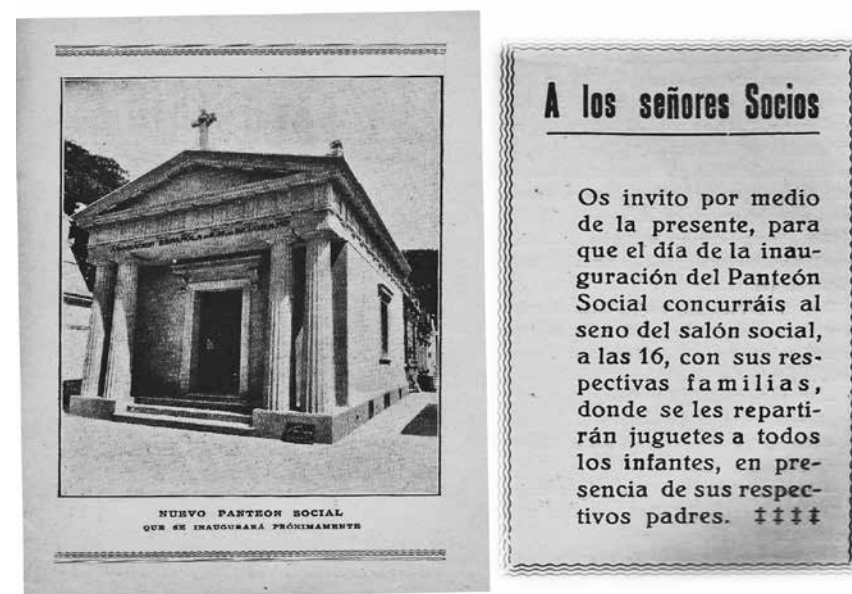 NUEVO PANTEON SOCIAL
QUE SE INAUGURARÁ PRÓXIMAMENTE
A los señores Socios
Os invito por medio
de la presente, para
que el día de la inau-
guración del Panteón
Social concurráis al
seno del salón social,
a las 16, con sus res-
pectivas familias,
donde se les reparti-
rán juguetes a todos
los infantes, en pre-
sencia de sus respec-
tivos padres. ‡‡‡‡